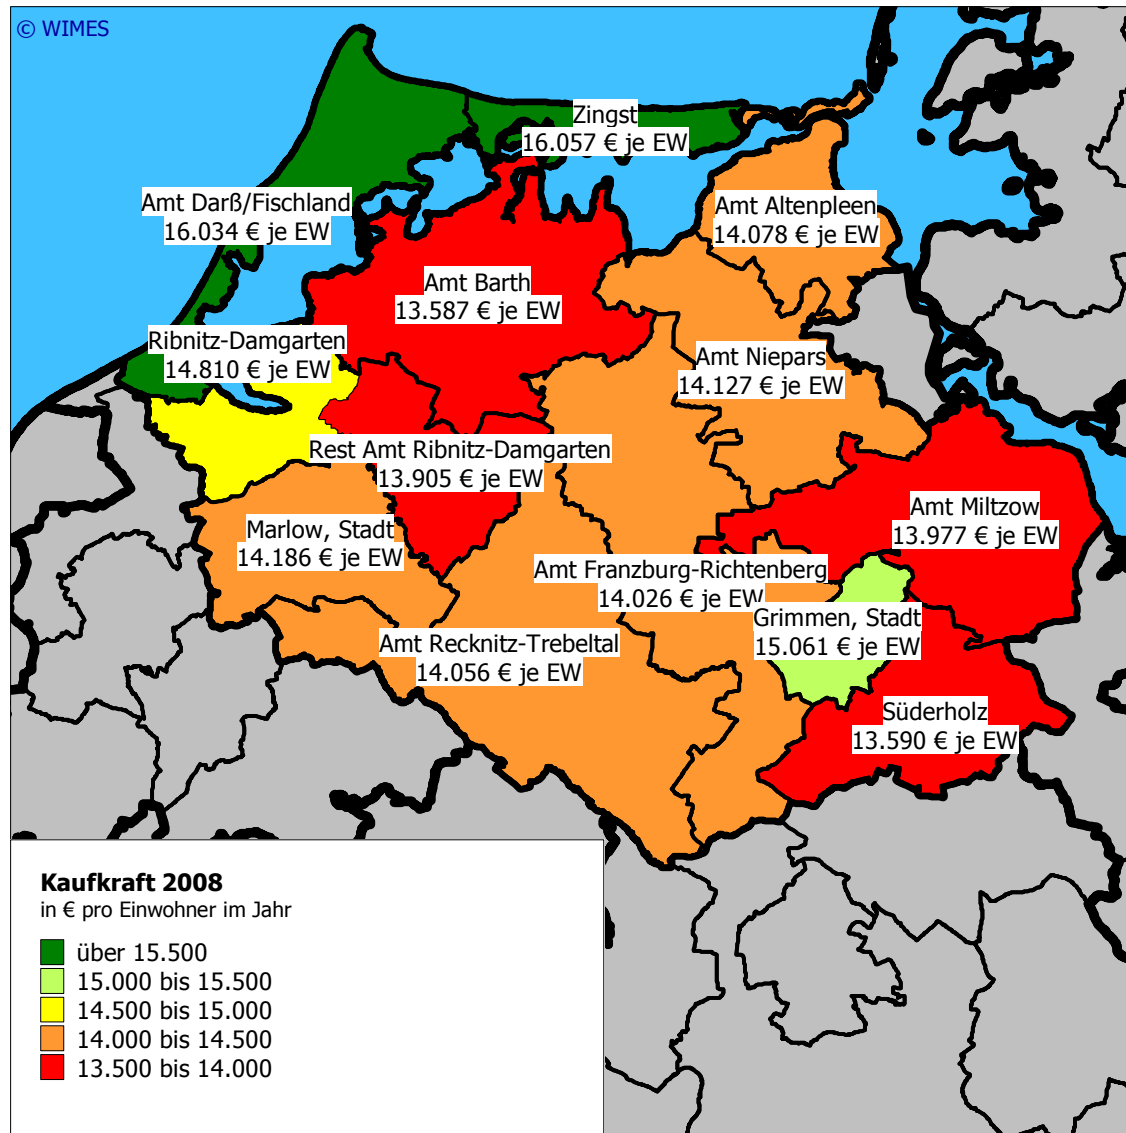 © WIMES
Zingst
16.057 € je EW
Amt Darß/Fischland
16.034 € je EW
Amt Altenpleen
14.078 € je EW
Amt Barth
13.587 € je EW
Ribnitz-Damgarten
14.810 € je EW
Amt Niepars
14.127 € je EW
Rest Amt Ribnitz-Damgarten
13.905 € je EW
Amt Miltzow
13.977 € je EW
Marlow, Stadt
14.186 € je EW
Amt Franzburg-Richtenberg
14.026 € je EW
Grimmen, Stadt
15.061 € je EW
Amt Recknitz-Trebeltal
14.056 € je EW
Süderholz
13.590 € je EW
Kaufkraft 2008
in € pro Einwohner im Jahr
über 15.500
15.000 bis 15.500
14.500 bis 15.000
14.000 bis 14.500
13.500 bis 14.000